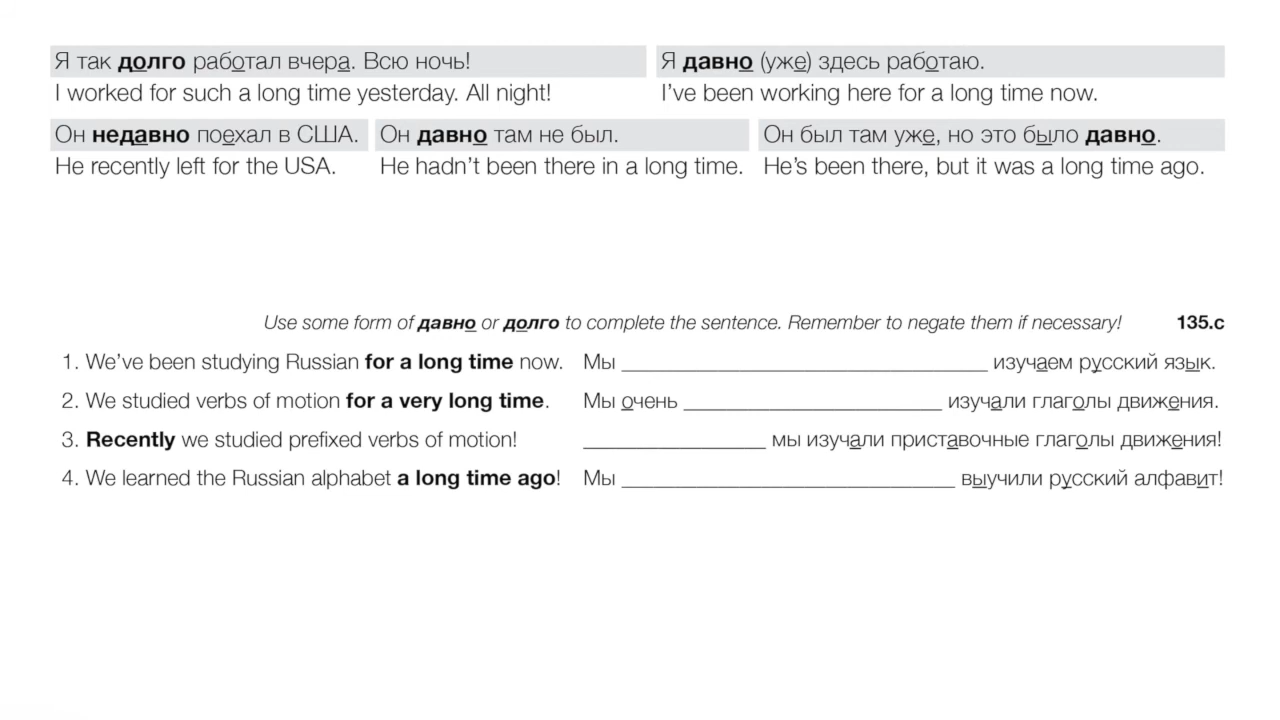 Я так долго работал вчера. Всю ночь! Я давно (уже) здесь работаю.
I worked for such a long time yesterday. All night! I've been working here for a long time now.
Он недавно поехал в США. Он давно там не был. Он был там уже, но это было давно.
He recently left for the USA. He hadn't been there in a long time. He's been there, but it was a long time ago.
Use some form of давно or долго to complete the sentence. Remember to negate them if necessary! 135.c
1. We've been studying Russian for a long time now. Мы ______________________________ изучаем русский язык.
2. We studied verbs of motion for a very long time. Мы очень _____________________ изучали глаголы движения.
3. Recently we studied prefixed verbs of motion! _______________ мы изучали приставочные глаголы движения!
4. We learned the Russian alphabet a long time ago! Мы ___________________________ выучили русский алфавит!